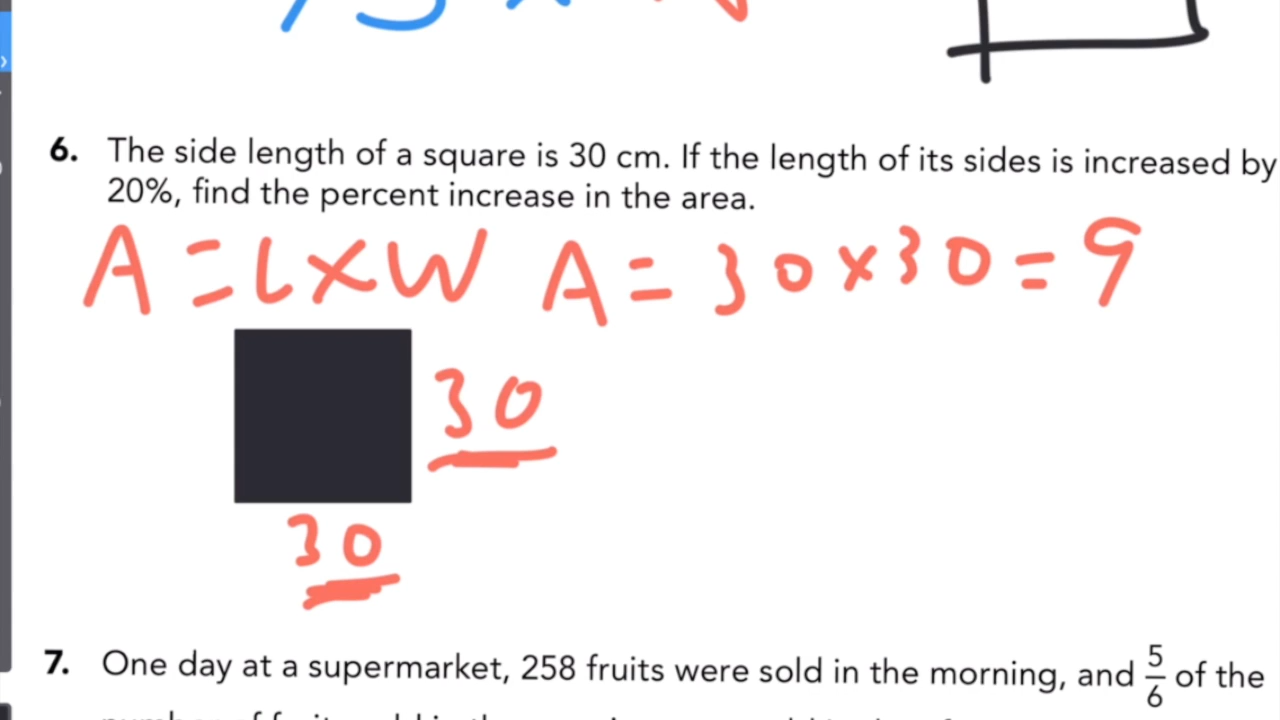 6. The side length of a square is 30 cm. If the length of its sides is increased by
20%, find the percent increase in the area.
A = L x W A = 30 x 30 = 9
30
30
7. One day at a supermarket, 258 fruits were sold in the morning, and 5/6 of the